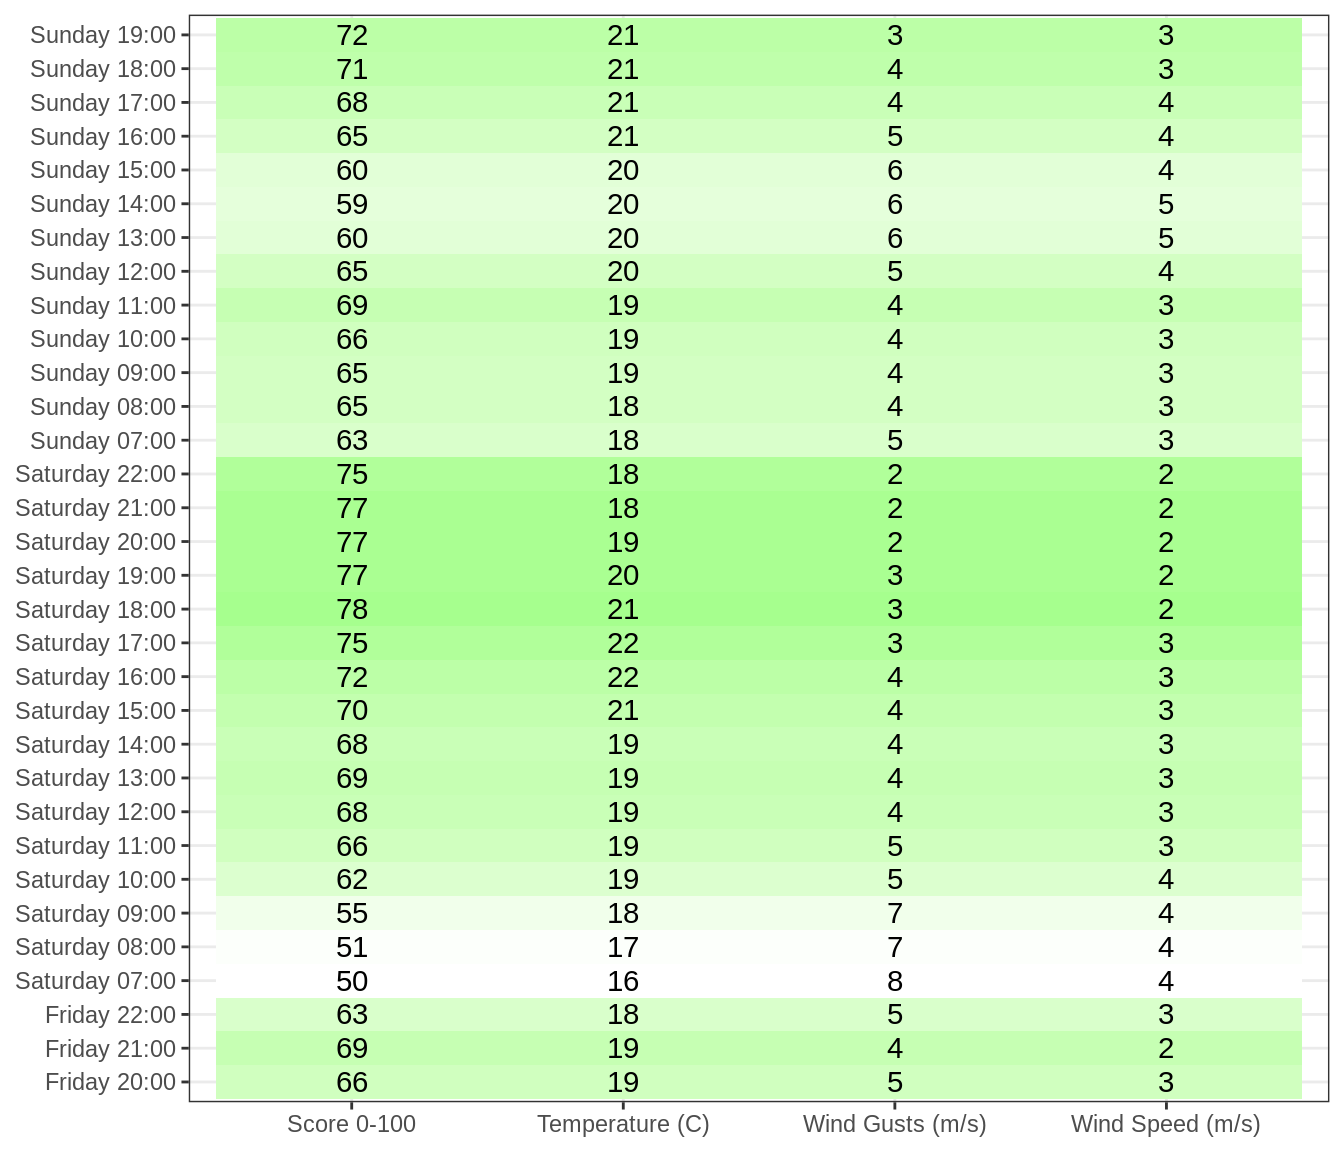 Sunday 19:00 72 21 3 3
Sunday 18:00 71 21 4 3
Sunday 17:00 68 21 4 4
Sunday 16:00 65 21 5 4
Sunday 15:00 60 20 6 4
Sunday 14:00 59 20 6 5
Sunday 13:00 60 20 6 5
Sunday 12:00 65 20 5 4
Sunday 11:00 69 19 4 3
Sunday 10:00 66 19 4 3
Sunday 09:00 65 19 4 3
Sunday 08:00 65 18 4 3
Sunday 07:00 63 18 5 3
Saturday 22:00 75 18 2 2
Saturday 21:00 77 18 2 2
Saturday 20:00 77 19 2 2
Saturday 19:00 77 20 3 2
Saturday 18:00 78 21 3 2
Saturday 17:00 75 22 3 3
Saturday 16:00 72 22 4 3
Saturday 15:00 70 21 4 3
Saturday 14:00 68 19 4 3
Saturday 13:00 69 19 4 3
Saturday 12:00 68 19 4 3
Saturday 11:00 66 19 5 3
Saturday 10:00 62 19 5 4
Saturday 09:00 55 18 7 4
Saturday 08:00 51 17 7 4
Saturday 07:00 50 16 8 4
Friday 22:00 63 18 5 3
Friday 21:00 69 19 4 2
Friday 20:00 66 19 5 3
Score 0-100 Temperature (C) Wind Gusts (m/s) Wind Speed (m/s)